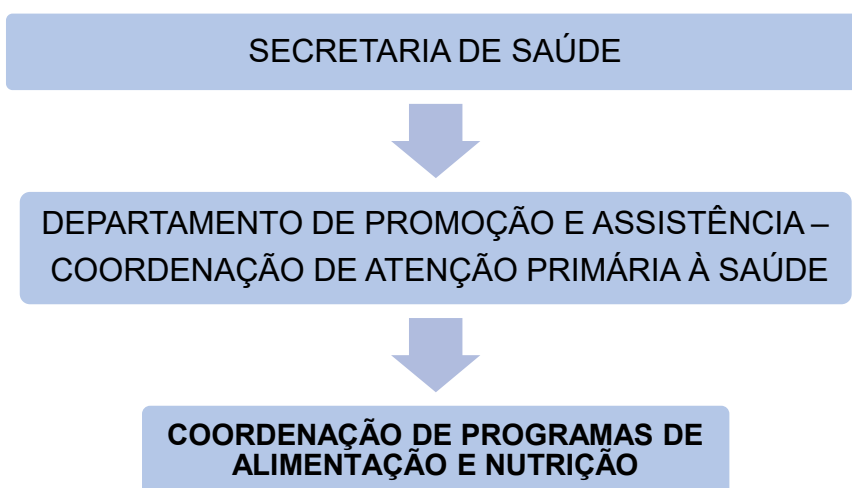 SECRETARIA DE SAÚDE
DEPARTAMENTO DE PROMOÇÃO E ASSISTÊNCIA –
COORDENAÇÃO DE ATENÇÃO PRIMÁRIA À SAÚDE
COORDENAÇÃO DE PROGRAMAS DE
ALIMENTAÇÃO E NUTRIÇÃO